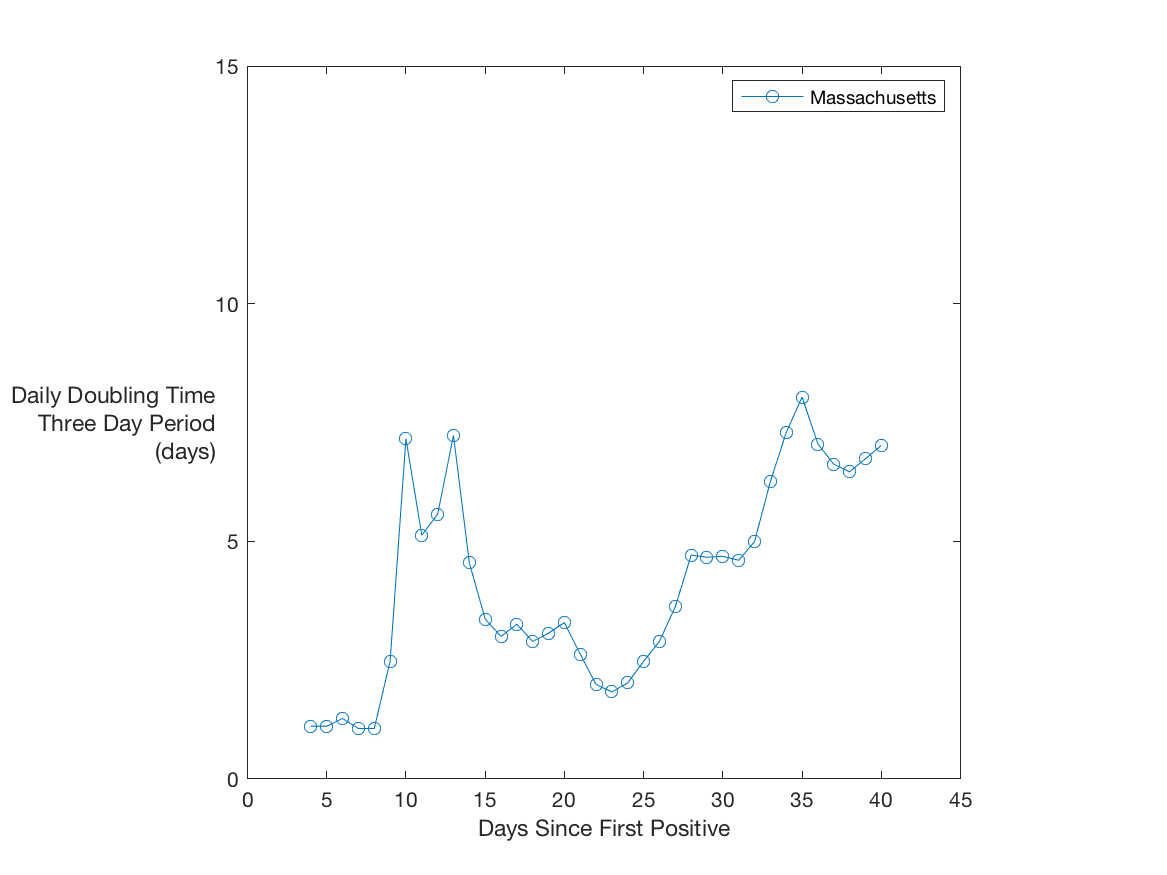 15
Massachusetts
10
Daily Doubling Time
Three Day Period
(days)
5
0
0 5 10 15 20 25 30 35 40 45
Days Since First Positive